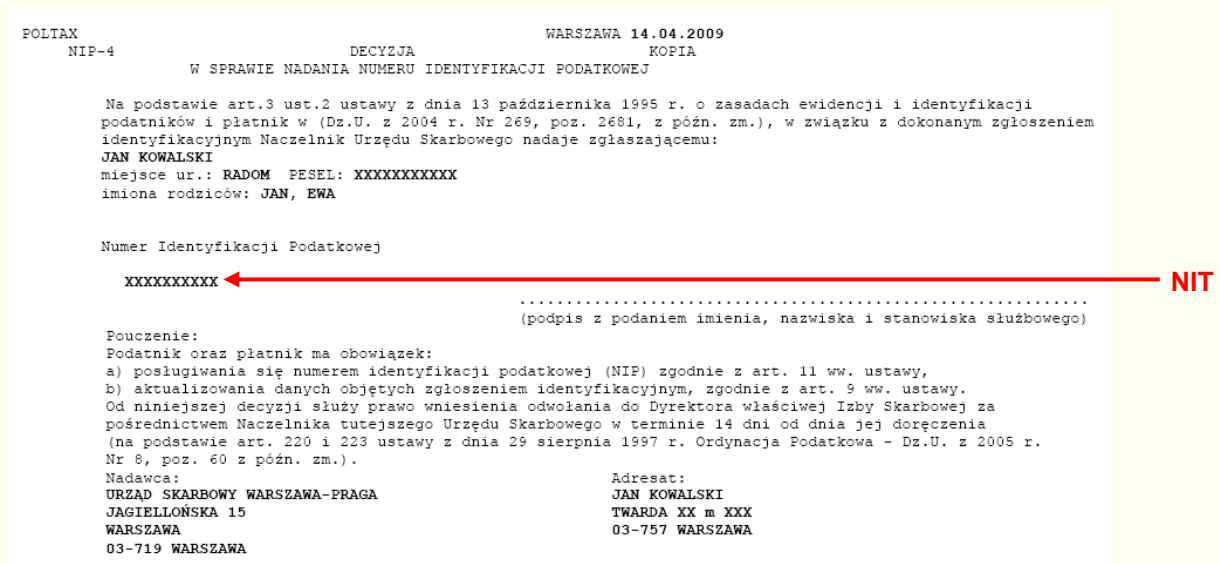 POLTAX WARSZAWA 14.04.2009
NIP-4 DECYZJA KOPIA
W SPRAWIE NADANIA NUMERU IDENTYFIKACJI PODATKOWEJ
Na podstawie art.3 ust.2 ustawy z dnia 13 października 1995 r. o zasadach ewidencji i identyfikacji
podatników i płatnik w (Dz.U. z 2004 r. Nr 269, poz. 2681, z późn. zm.), w związku z dokonanym zgłoszeniem
identyfikacyjnym Naczelnik Urzędu Skarbowego nadaje zgłaszającemu:
JAN KOWALSKI
miejsce ur.: RADOM PESEL: XXXXXXXXXXX
imiona rodziców: JAN, EWA
Numer Identyfikacji Podatkowej
XXXXXXXXXX NIT
.............................................................
(podpis z podaniem imienia, nazwiska i stanowiska służbowego)
Pouczenie:
Podatnik oraz płatnik ma obowiązek:
a) posługiwania się numerem identyfikacji podatkowej (NIP) zgodnie z art. 11 ww. ustawy,
b) aktualizowania danych objętych zgłoszeniem identyfikacyjnym, zgodnie z art. 9 ww. ustawy.
Od niniejszej decyzji służy prawo wniesienia odwołania do Dyrektora właściwej Izby Skarbowej za
pośrednictwem Naczelnika tutejszego Urzędu Skarbowego w terminie 14 dni od dnia jej doręczenia
(na podstawie art. 220 i 223 ustawy z dnia 29 sierpnia 1997 r. Ordynacja Podatkowa - Dz.U. z 2005 r.
Nr 8, poz. 60 z późn. zm.).
Nadawca: Adresat:
URZĄD SKARBOWY WARSZAWA-PRAGA JAN KOWALSKI
JAGIELLOŃSKA 15 TWARDA XX m XXX
WARSZAWA 03-757 WARSZAWA
03-719 WARSZAWA